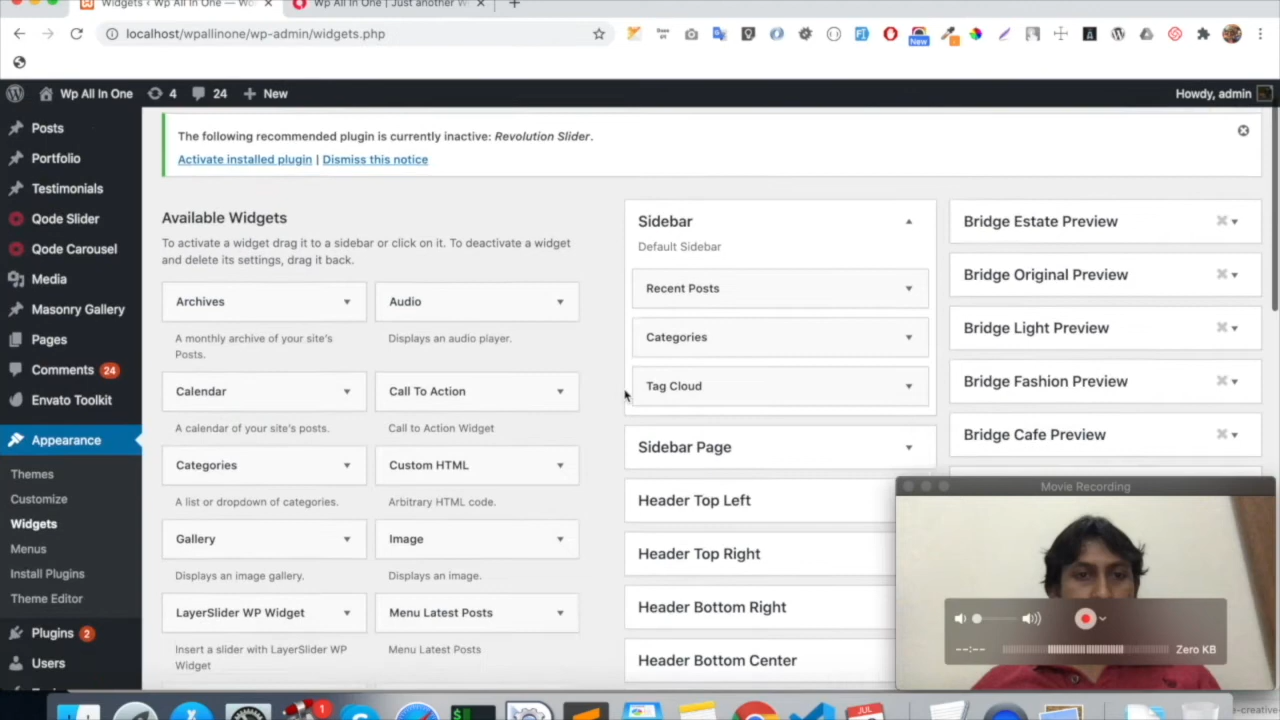 Widgets ‹ Wp All In One — Wor
Wp All In One | Just another W
localhost/wpallinone/wp-admin/widgets.php
New
Wp All In One
4
24
New
Howdy, admin
Posts
Portfolio
Testimonials
Qode Slider
Qode Carousel
Media
Masonry Gallery
Pages
Comments 24
Envato Toolkit
Appearance
Themes
Customize
Widgets
Menus
Install Plugins
Theme Editor
Plugins 2
Users
The following recommended plugin is currently inactive: Revolution Slider.
Activate installed plugin | Dismiss this notice
Available Widgets
To activate a widget drag it to a sidebar or click on it. To deactivate a widget
and delete its settings, drag it back.
Archives
A monthly archive of your site's
Posts.
Audio
Displays an audio player.
Calendar
A calendar of your site's posts.
Call To Action
Call to Action Widget
Categories
A list or dropdown of categories.
Custom HTML
Arbitrary HTML code.
Gallery
Displays an image gallery.
Image
Displays an image.
LayerSlider WP Widget
Insert a slider with LayerSlider WP
Widget
Menu Latest Posts
Menu Latest Posts
Sidebar
Default Sidebar
Recent Posts
Categories
Tag Cloud
Sidebar Page
Header Top Left
Header Top Right
Header Bottom Right
Header Bottom Center
Bridge Estate Preview
Bridge Original Preview
Bridge Light Preview
Bridge Fashion Preview
Bridge Cafe Preview
Movie Recording
--:--
Zero KB
1
JUL
e-creative